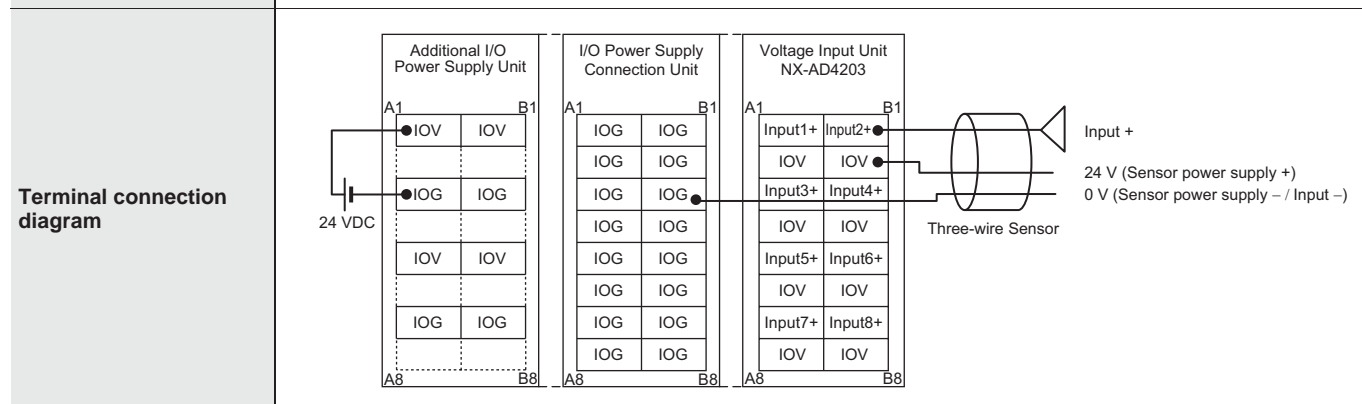 Terminal connection
diagram
Additional I/O
Power Supply Unit
A1 B1
IOV IOV
IOG IOG
IOV IOV
IOG IOG
A8 B8
24 VDC
I/O Power Supply
Connection Unit
A1 B1
IOG IOG
IOG IOG
IOG IOG
IOG IOG
IOG IOG
IOG IOG
IOG IOG
IOG IOG
A8 B8
Voltage Input Unit
NX-AD4203
A1 B1
Input1+ Input2+
IOV IOV
Input3+ Input4+
IOV IOV
Input5+ Input6+
IOV IOV
Input7+ Input8+
IOV IOV
A8 B8
Input +
24 V (Sensor power supply +)
0 V (Sensor power supply – / Input –)
Three-wire Sensor